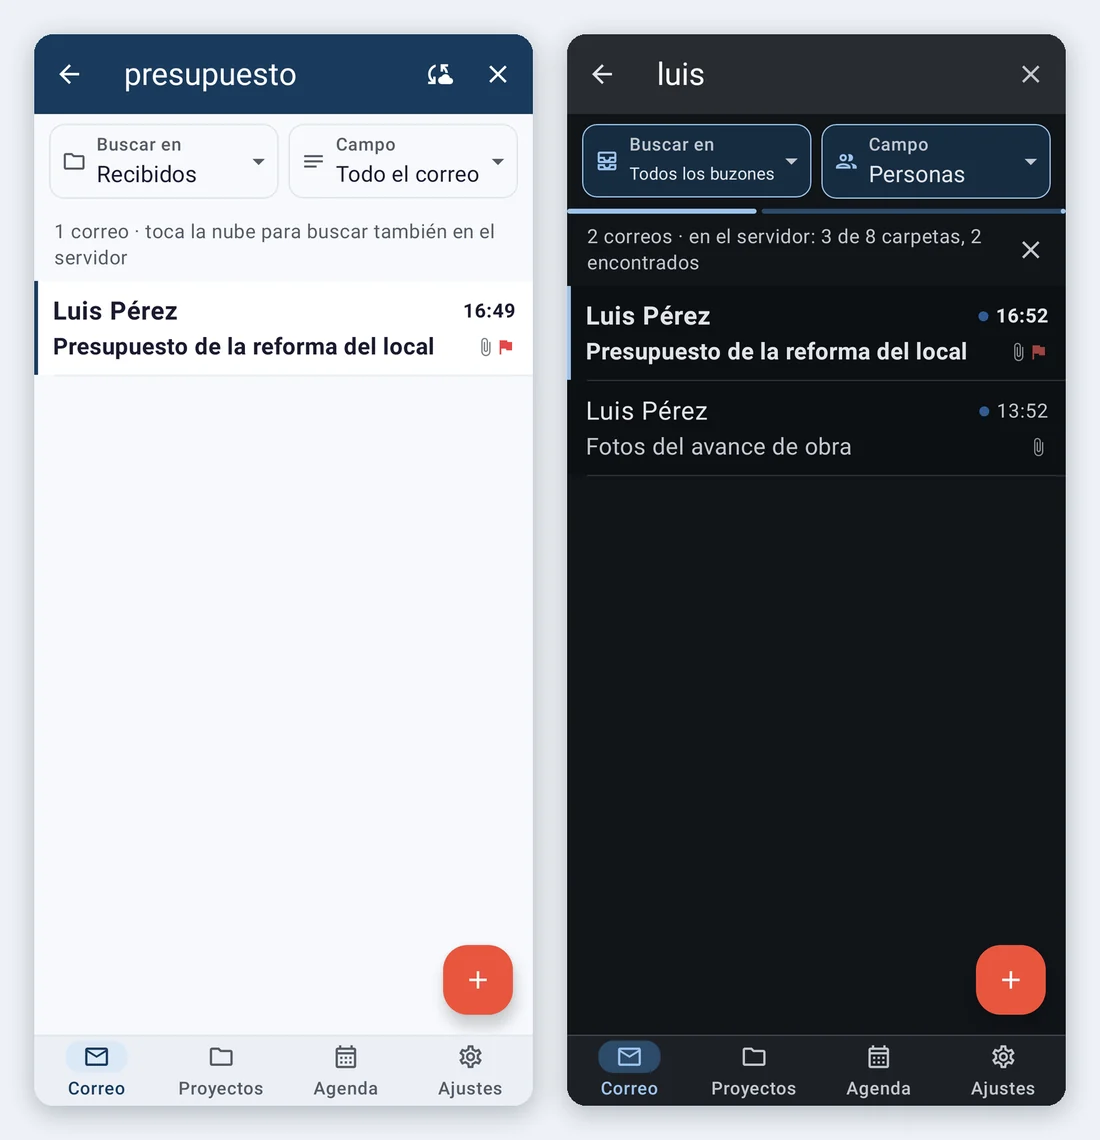 presupuesto
Buscar en
Recibidos
Campo
Todo el correo
1 correo · toca la nube para buscar también en el
servidor
Luis Pérez
16:49
Presupuesto de la reforma del local
Correo
Proyectos
Agenda
Ajustes
luis
Buscar en
Todos los buzones
Campo
Personas
2 correos · en el servidor: 3 de 8 carpetas, 2
encontrados
Luis Pérez
16:52
Presupuesto de la reforma del local
Luis Pérez
13:52
Fotos del avance de obra
Correo
Proyectos
Agenda
Ajustes